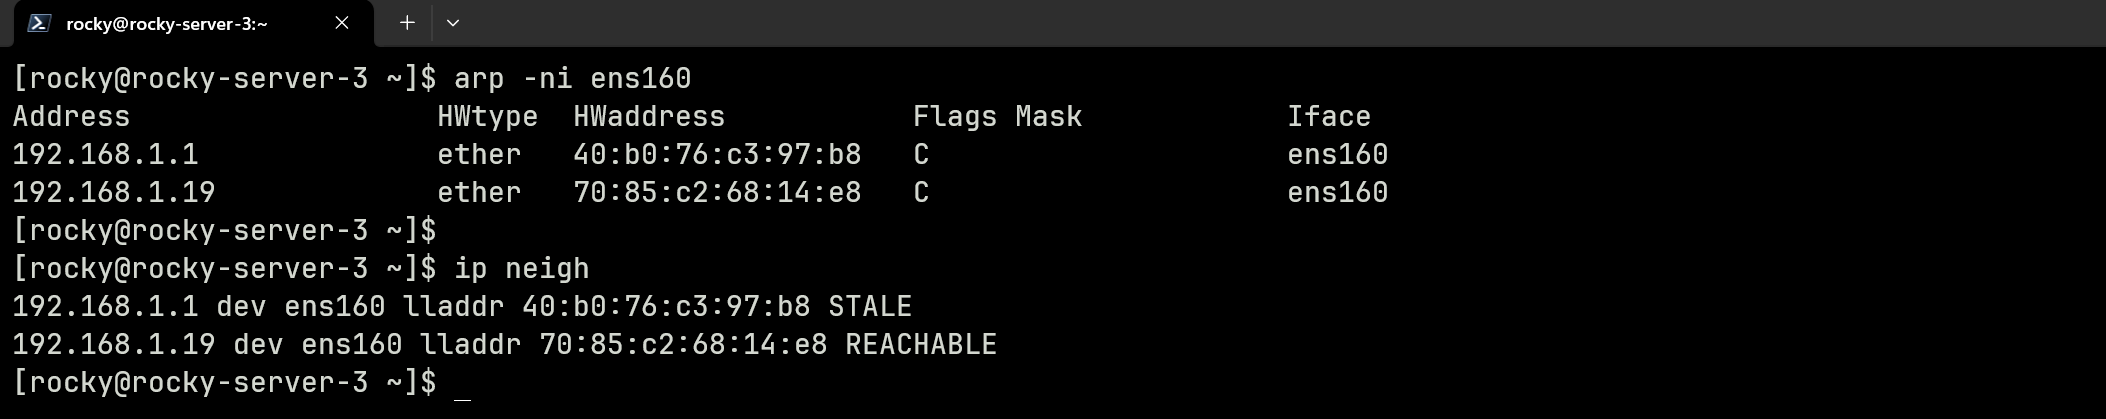 rocky@rocky-server-3:~
[rocky@rocky-server-3 ~]$ arp -ni ens160
Address                  HWtype  HWaddress           Flags Mask            Iface
192.168.1.1              ether   40:b0:76:c3:97:b8   C                     ens160
192.168.1.19             ether   70:85:c2:68:14:e8   C                     ens160
[rocky@rocky-server-3 ~]$
[rocky@rocky-server-3 ~]$ ip neigh
192.168.1.1 dev ens160 lladdr 40:b0:76:c3:97:b8 STALE
192.168.1.19 dev ens160 lladdr 70:85:c2:68:14:e8 REACHABLE
[rocky@rocky-server-3 ~]$ _